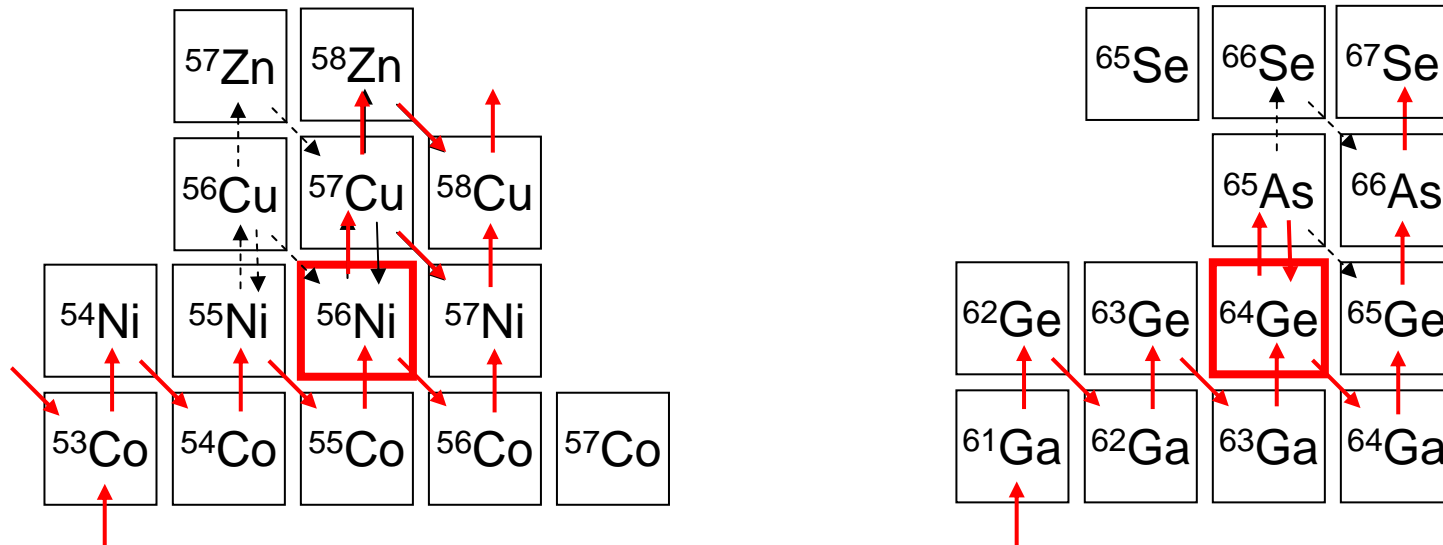 ⁵⁷Zn ⁵⁸Zn ⁶⁵Se ⁶⁶Se ⁶⁷Se
⁵⁶Cu ⁵⁷Cu ⁵⁸Cu ⁶⁵As ⁶⁶As
⁵⁴Ni ⁵⁵Ni ⁵⁶Ni ⁵⁷Ni ⁶²Ge ⁶³Ge ⁶⁴Ge ⁶⁵Ge
⁵³Co ⁵⁴Co ⁵⁵Co ⁵⁶Co ⁵⁷Co ⁶¹Ga ⁶²Ga ⁶³Ga ⁶⁴Ga